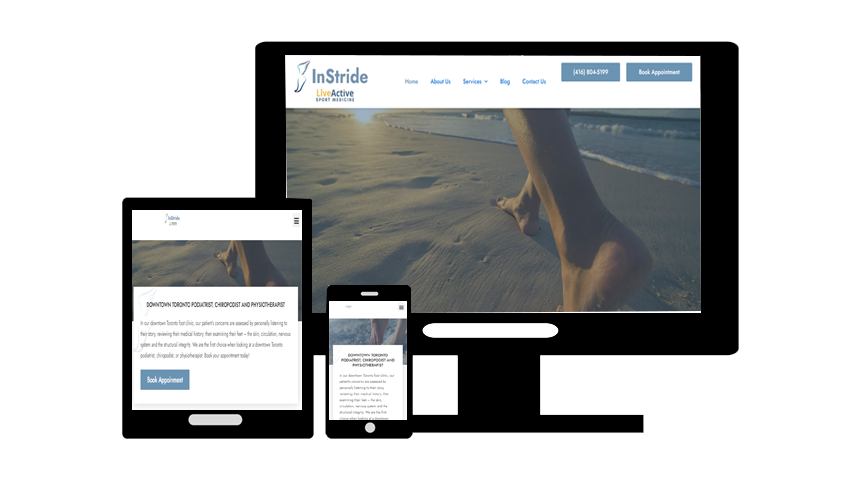 InStride
LiveActive
SPORT MEDICINE
Home About Us Services Blog Contact Us
(416) 804-5199
Book Appointment
InStride
DOWNTOWN TORONTO PODIATRIST, CHIROPODIST AND PHYSIOTHERAPIST
In our downtown Toronto foot clinic, our patient's concerns are assessed by personally listening to
their story, reviewing their medical history, then examining their feet – the skin, circulation, nervous
system and the structural integrity. We are the first choice when looking at a downtown Toronto
podiatrist, chiropodist, or physiotherapist. Book your appointment today!
Book Appoinment
DOWNTOWN TORONTO
PODIATRIST, CHIROPODIST AND
PHYSIOTHERAPIST
In our downtown Toronto foot clinic, our
patient's concerns are assessed by
personally listening to their story,
reviewing their medical history, then
examining their feet – the skin,
circulation, nervous system and the
structural integrity. We are the first
choice when looking at a downtown